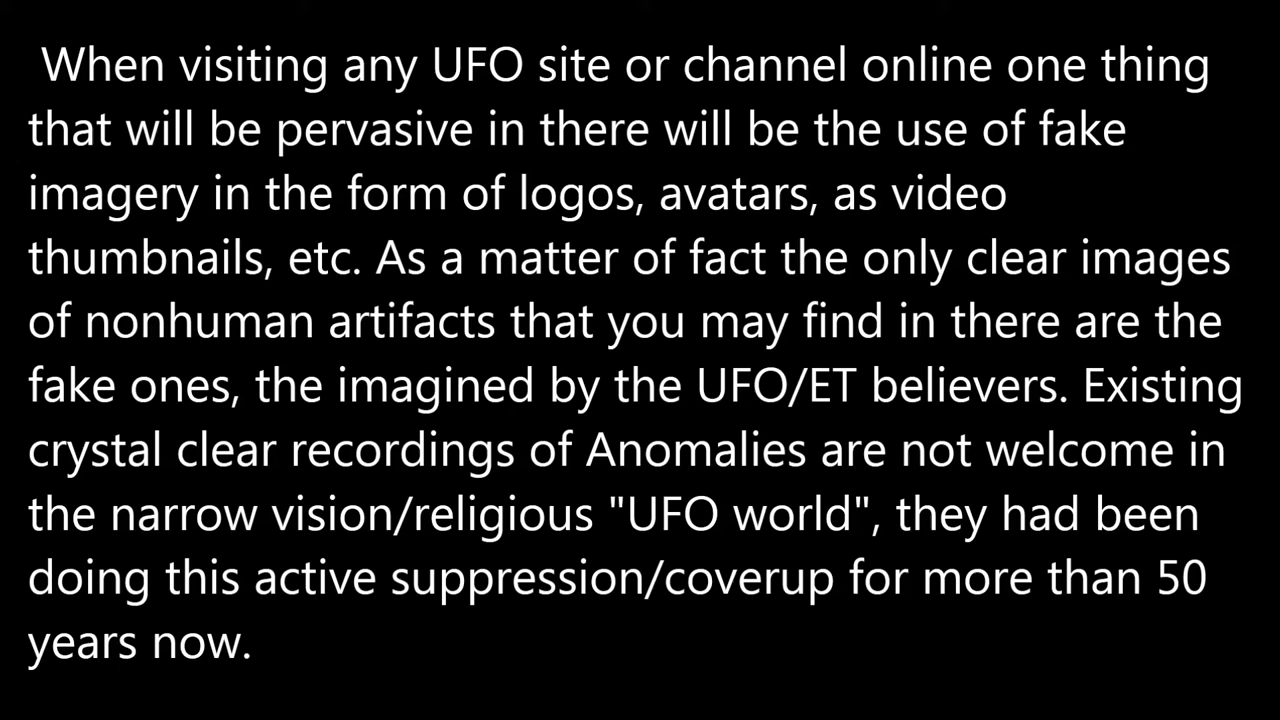 When visiting any UFO site or channel online one thing
that will be pervasive in there will be the use of fake
imagery in the form of logos, avatars, as video
thumbnails, etc. As a matter of fact the only clear images
of nonhuman artifacts that you may find in there are the
fake ones, the imagined by the UFO/ET believers. Existing
crystal clear recordings of Anomalies are not welcome in
the narrow vision/religious "UFO world", they had been
doing this active suppression/coverup for more than 50
years now.